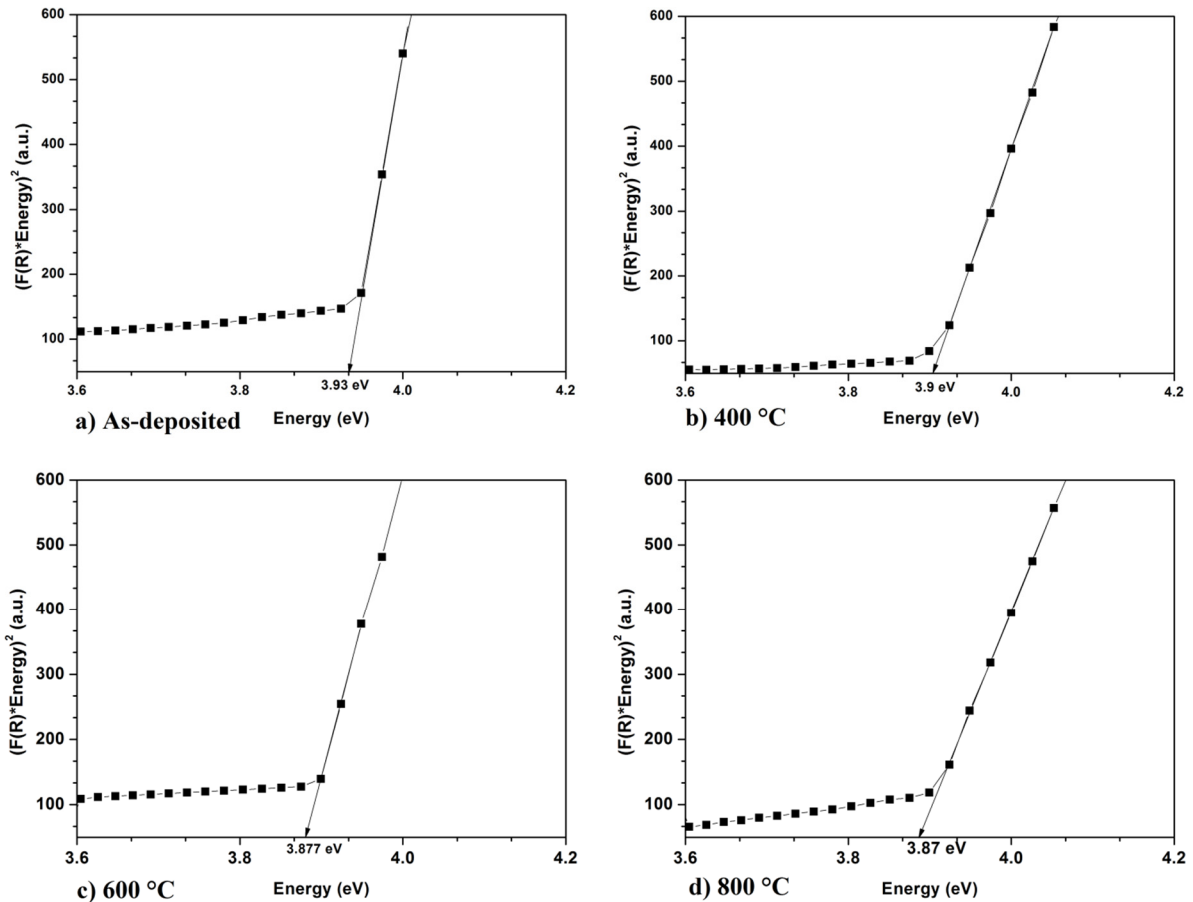 600
500
400
300
200
100
(F(R)*Energy)² (a.u.)
3.6
3.8
4.0
4.2
3.93 eV
a) As-deposited
Energy (eV)
600
500
400
300
200
100
(F(R)*Energy)² (a.u.)
3.6
3.8
4.0
4.2
3.9 eV
b) 400 °C
Energy (eV)
600
500
400
300
200
100
(F(R)*Energy)² (a.u.)
3.6
3.8
4.0
4.2
3.877 eV
c) 600 °C
Energy (eV)
600
500
400
300
200
100
(F(R)*Energy)² (a.u.)
3.6
3.8
4.0
4.2
3.87 eV
d) 800 °C
Energy (eV)